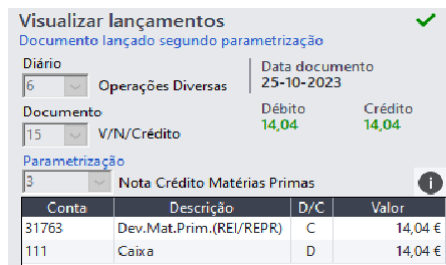 Visualizar lançamentos
Documento lançado segundo parametrização
Diário
6 Operações Diversas
Data documento
25-10-2023
Documento
15 V/N/Crédito
Débito Crédito
14,04 14,04
Parametrização
3 Nota Crédito Matérias Primas
Conta Descrição D/C Valor
31763 Dev.Mat.Prim.(REI/REPR) C 14,04 €
111 Caixa D 14,04 €